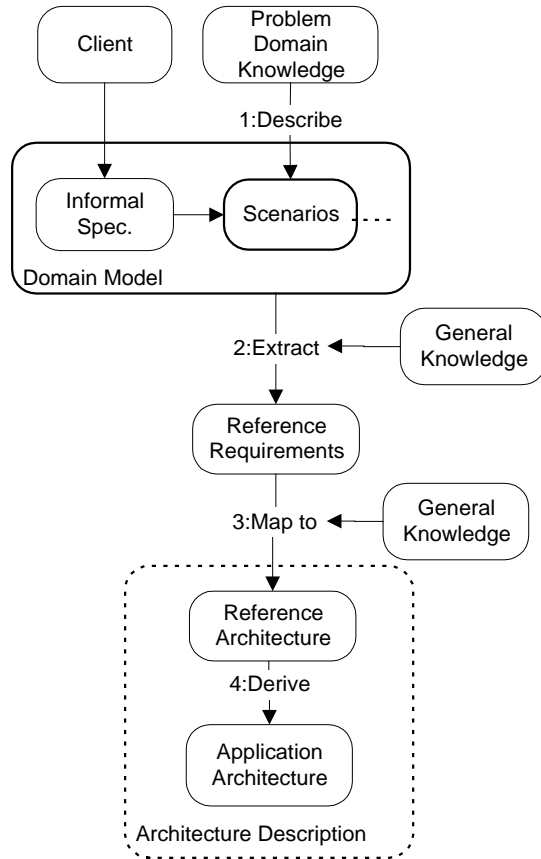 Client
Problem
Domain
Knowledge
1:Describe
Informal
Spec.
Scenarios
Domain Model
2:Extract
General
Knowledge
Reference
Requirements
3:Map to
General
Knowledge
Reference
Architecture
4:Derive
Application
Architecture
Architecture Description